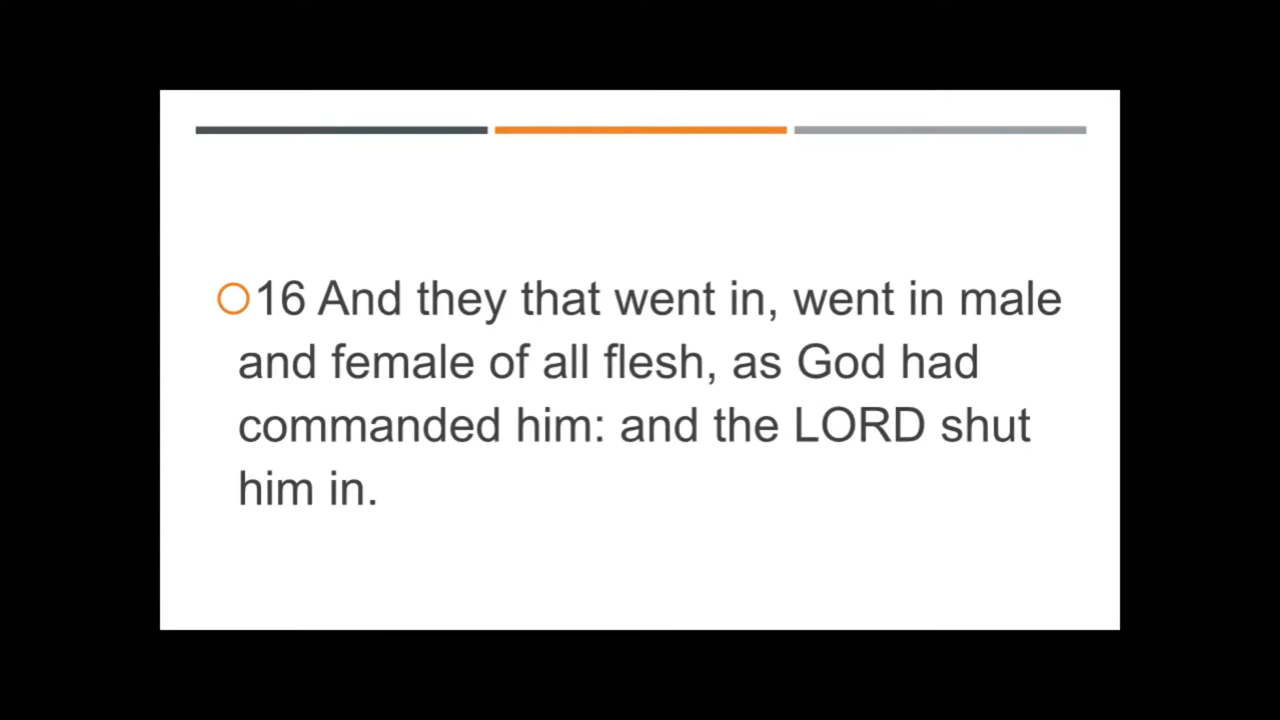 16 And they that went in, went in male
and female of all flesh, as God had
commanded him: and the LORD shut
him in.